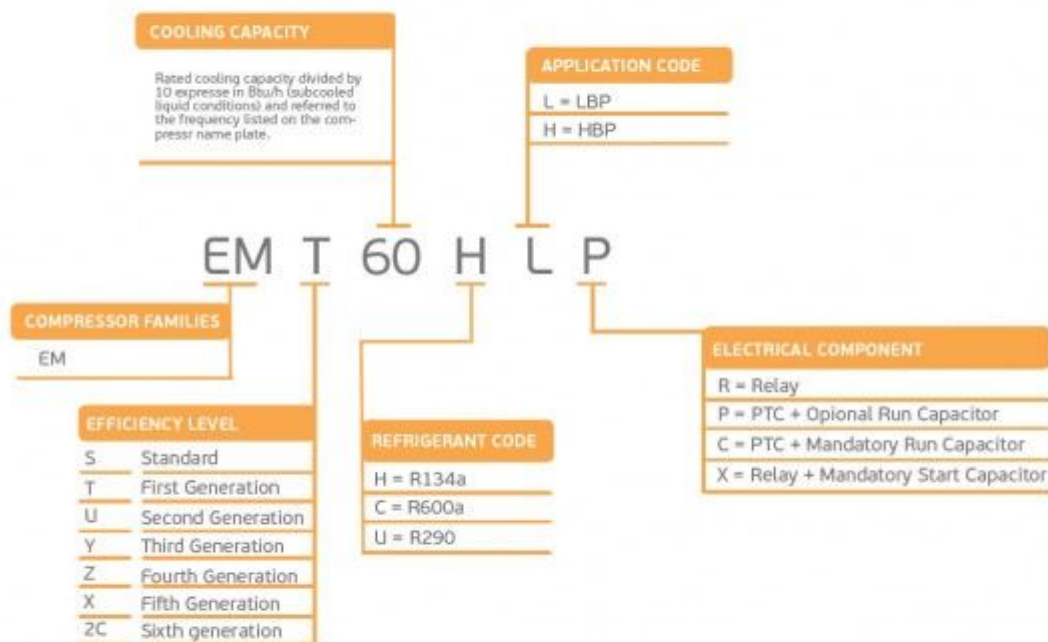 COOLING CAPACITY
Rated cooling capacity divided by
10 expresse in Btu/h (subcooled
liquid conditions) and referred to
the frequency listed on the com-
pressr name plate.
APPLICATION CODE
L = LBP
H = HBP
EM T 60 H L P
COMPRESSOR FAMILIES
EM
EFFICIENCY LEVEL
S Standard
T First Generation
U Second Generation
Y Third Generation
Z Fourth Generation
X Fifth Generation
2C Sixth generation
REFRIGERANT CODE
H = R134a
C = R600a
U = R290
ELECTRICAL COMPONENT
R = Relay
P = PTC + Opional Run Capacitor
C = PTC + Mandatory Run Capacitor
X = Relay + Mandatory Start Capacitor